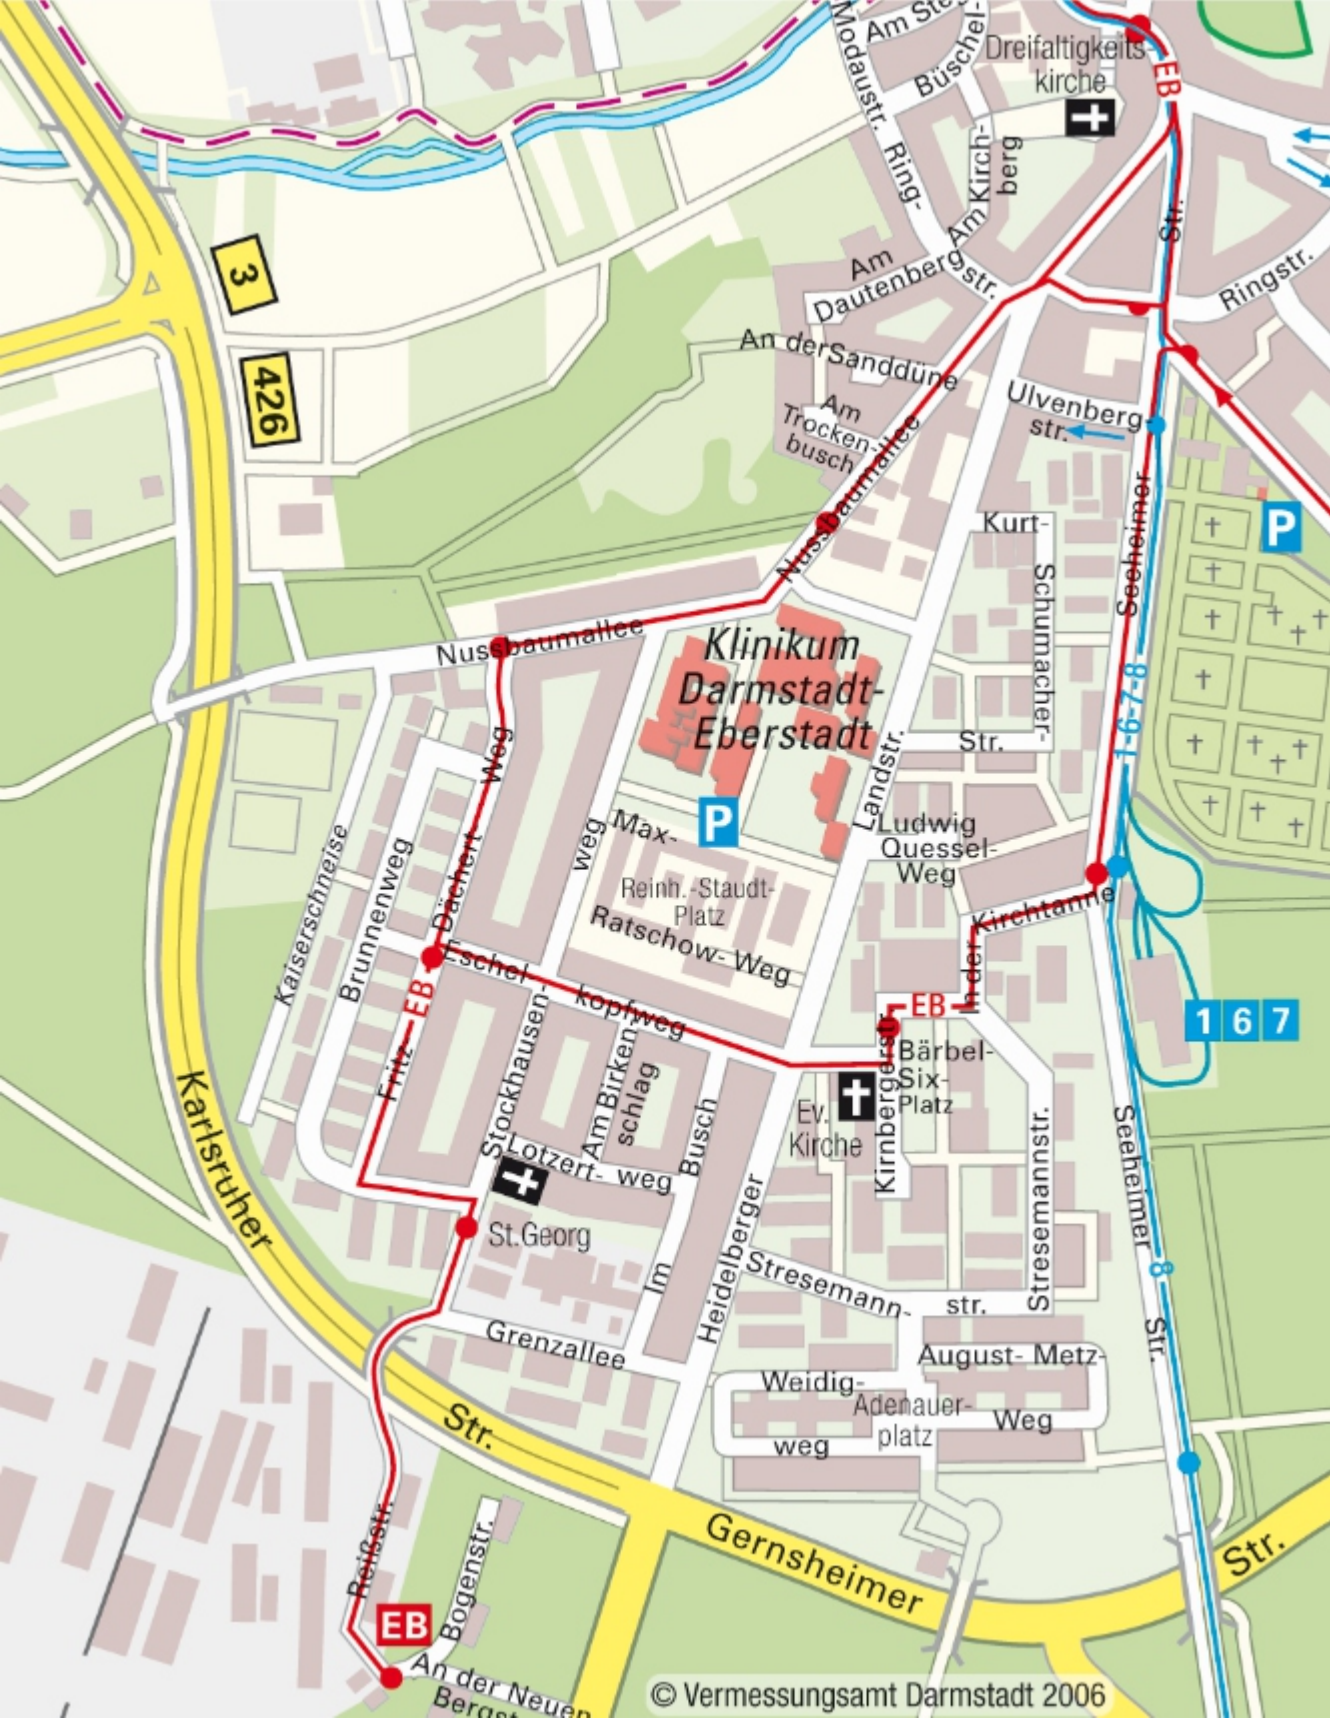 Am
Büschel-
Dreifaltigkeits-
kirche
Modaustr.
EB
Am Kirch-
berg
Ring-
str.
Str.
Ringstr.
3
Am
Dautenberg
An der Sanddüne
426
Am
Trocken-
busch
Ulvenberg-
str.
Nussbaumallee
Kurt-
Schumacher-
Str.
P
Seeheimer
Nussbaumallee
Klinikum
Darmstadt-
Eberstadt
1-6-7-8
Weg
Landstr.
P
Max-
weg
Ludwig
Quessel-
Weg
Kaiserschneise
Brunnenweg
Dächert
Reinh.-Staudt-
Platz
Ratschow-Weg
Kirchtanne
In der
Eschel-
kopfweg
EB
EB
1 6 7
Fritz
Stockhausen-
Am Birken-
schlag
Kirnbergerstr.
Bärbel-
Six-
Platz
Ev.
Kirche
Karlsruher
Lotzert- weg
Busch
Im
St.Georg
Heidelberger
Stresemannstr.
Seeheimer
8
Str.
Stresemann-
str.
Grenzallee
August- Metz-
Weg
Weidig-
weg
Adenauer-
platz
Str.
Gernsheimer
Str.
Reißstr.
Bogenstr.
EB
An der Neuen
Bergst
© Vermessungsamt Darmstadt 2006